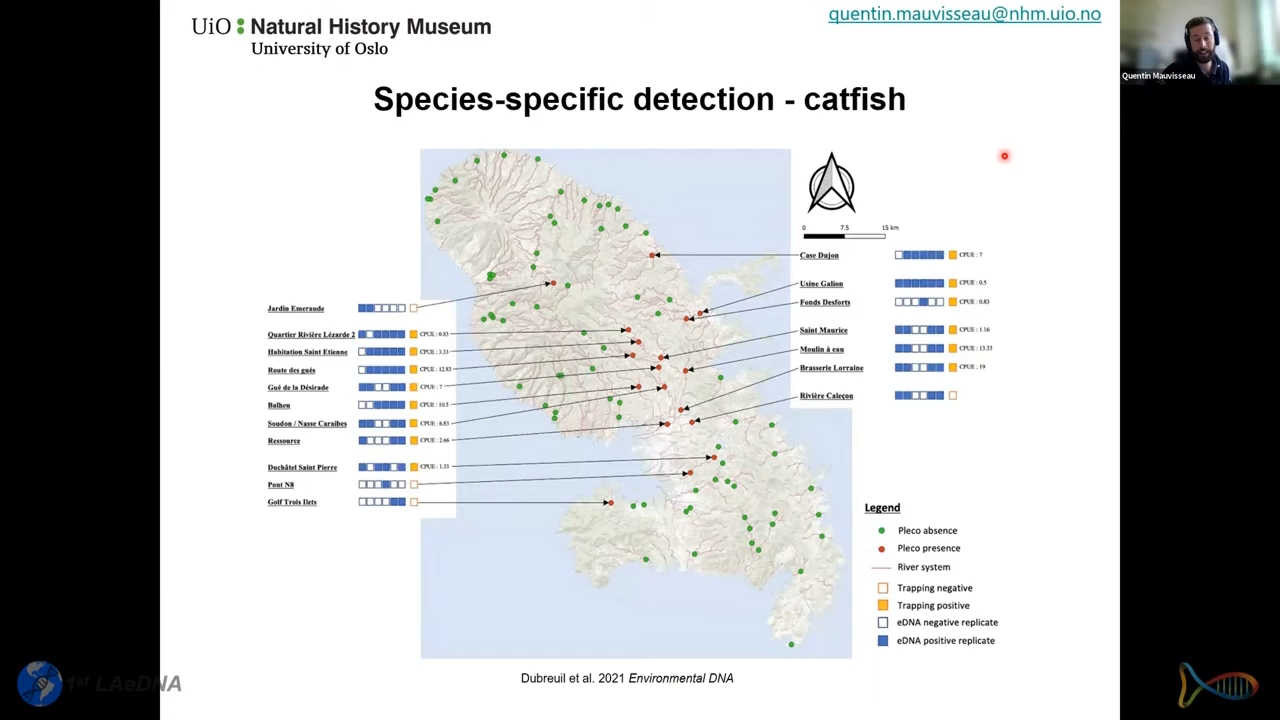 UiO : Natural History Museum
University of Oslo
quentin.mauvisseau@nhm.uio.no
Quentin Mauvisseau
Species-specific detection - catfish
0 7.5 15 km
Jardin Emeraude
Quartier Rivière Lézarde 2 CPUE : 0.83
Habitation Saint Etienne CPUE : 3.33
Route des gués CPUE : 12.83
Gué de la Désirade CPUE : 7
Balheu CPUE : 10.5
Soudon / Nasse Caraïbes CPUE : 6.83
Ressource CPUE : 2.66
Duchâtel Saint Pierre CPUE : 1.33
Pont N8
Golf Trois Ilets
Case Dujon CPUE : 7
Usine Galion CPUE : 0.5
Fonds Desforts CPUE : 0.83
Saint Maurice CPUE : 1.16
Moulin à eau CPUE : 13.33
Brasserie Lorraine CPUE : 19
Rivière Caleçon
Legend
Pleco absence
Pleco presence
River system
Trapping negative
Trapping positive
eDNA negative replicate
eDNA positive replicate
Dubreuil et al. 2021 Environmental DNA
1st LAeDNA